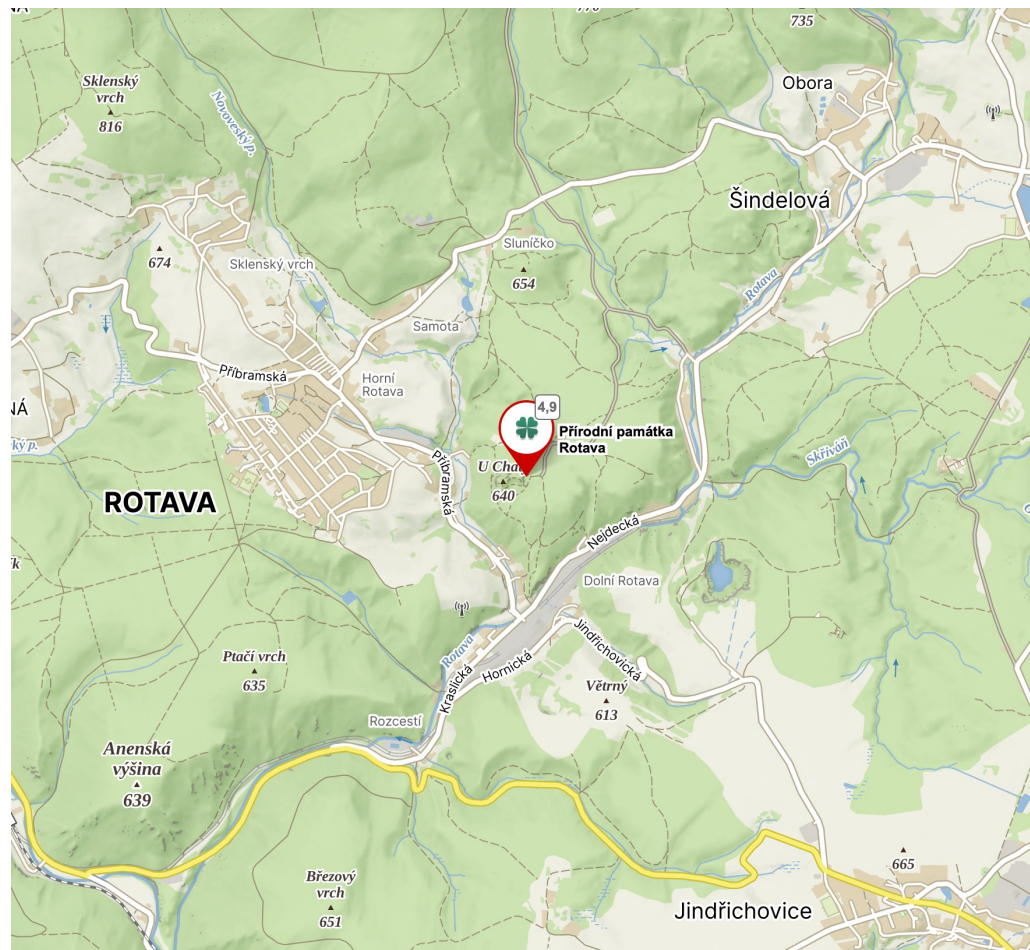 735
Sklenský
vrch
816
Obora
Novoveský p.
Šindelová
674
Sklenský vrch
Sluníčko
654
Rotava
Samota
Příbramská
Horní
Rotava
4,9
Přírodní památka
Rotava
Příbramská
640
Skřiváň
ROTAVA
Nejdecká
Dolní Rotava
Jindřichovická
Rotava
Ptačí vrch
635
Hornická
Kraslická
Větrný
613
Rozcestí
Anenská
výšina
639
665
Březový
vrch
651
Jindřichovice